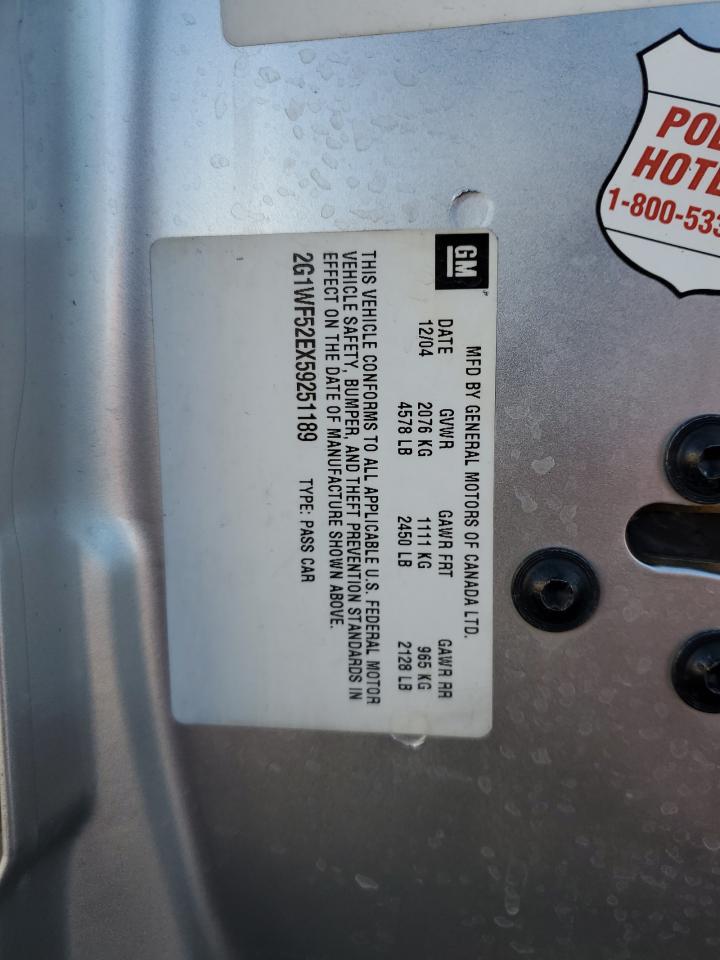 GM
MFD BY GENERAL MOTORS OF CANADA LTD.
DATE GVWR GAWR FRT GAWR RR
12/04 2076 KG 1111 KG 965 KG
4578 LB 2450 LB 2128 LB
THIS VEHICLE CONFORMS TO ALL APPLICABLE U.S. FEDERAL MOTOR
VEHICLE SAFETY, BUMPER, AND THEFT PREVENTION STANDARDS IN
EFFECT ON THE DATE OF MANUFACTURE SHOWN ABOVE.
2G1WF52EX59251189 TYPE: PASS CAR
1-800-533